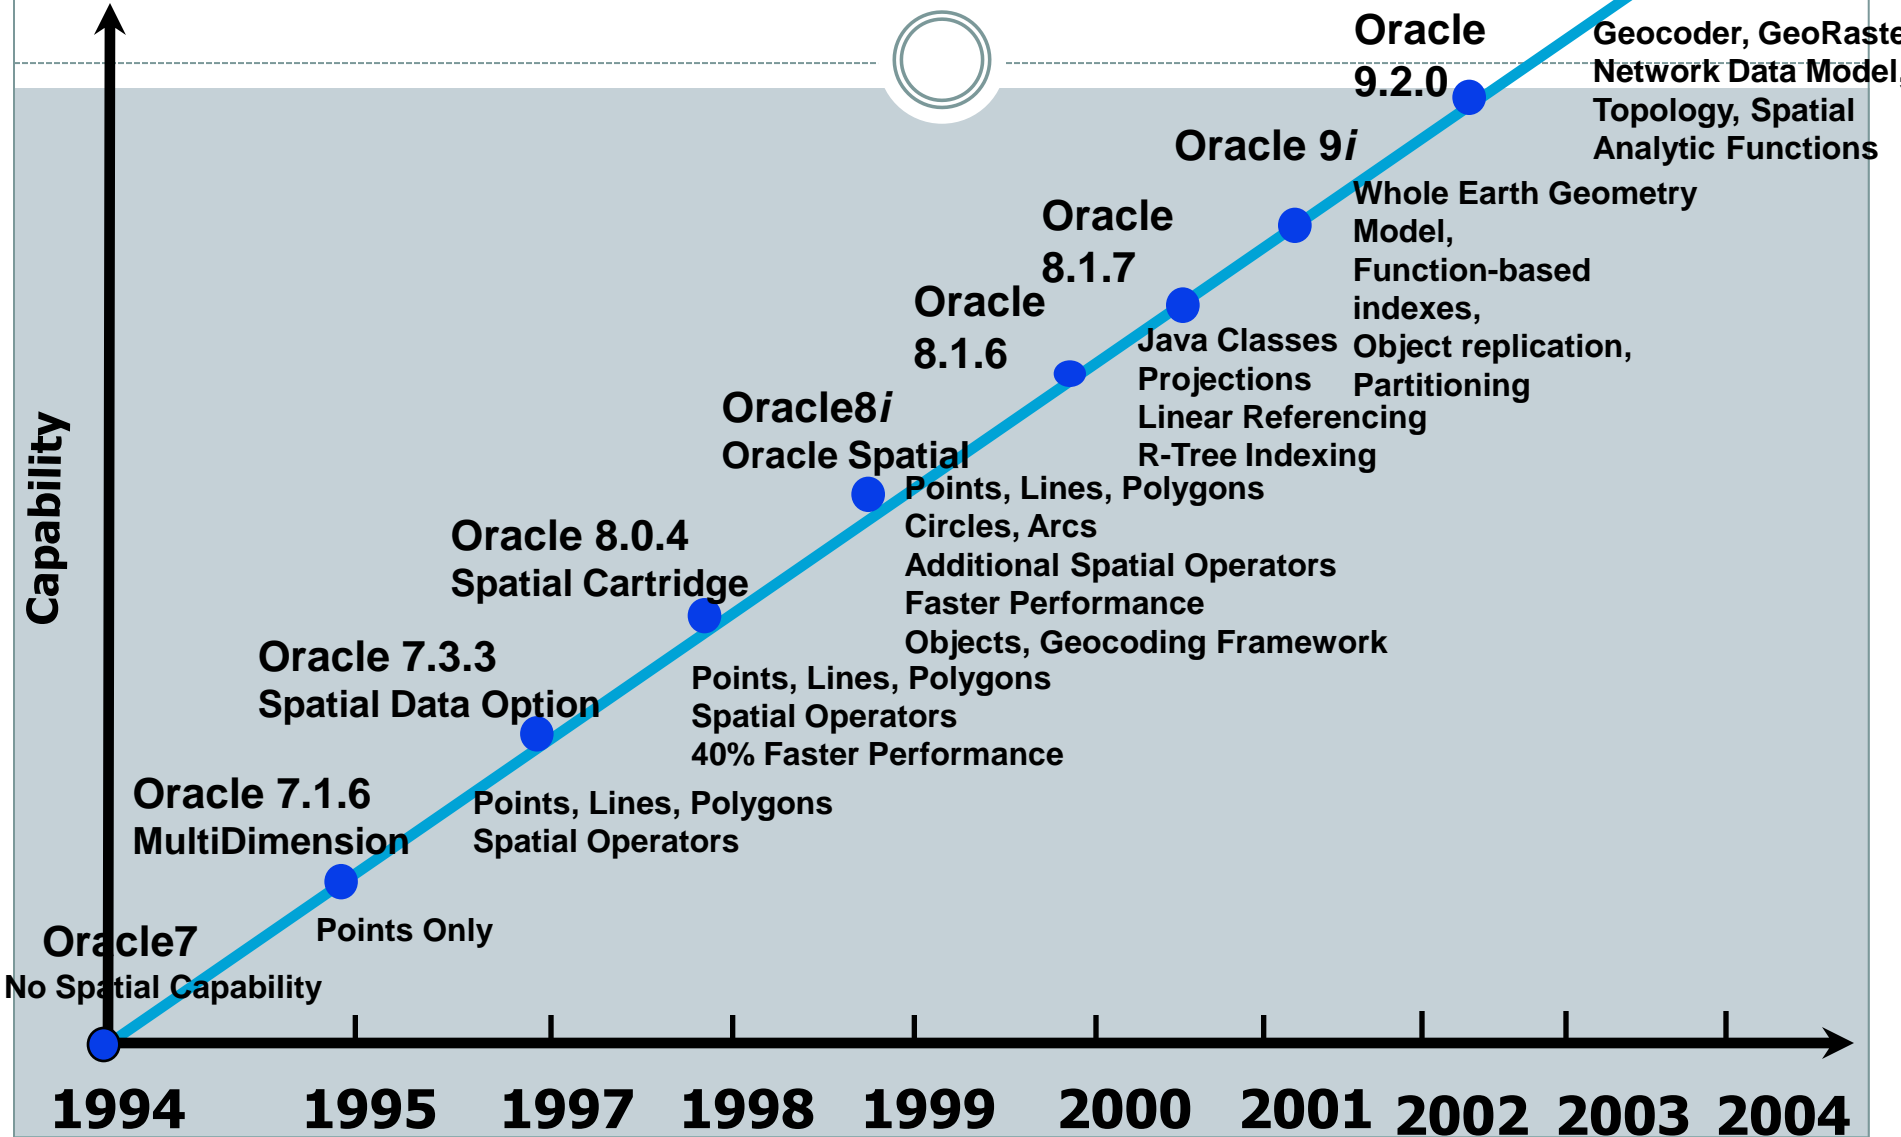 Oracle
9.2.0
Geocoder, GeoRaste
Network Data Model,
Topology, Spatial
Analytic Functions
Oracle 9i
Whole Earth Geometry
Model,
Function-based
indexes,
Object replication,
Partitioning
Oracle
8.1.7
Java Classes
Projections
Linear Referencing
R-Tree Indexing
Oracle
8.1.6
Oracle8i
Oracle Spatial
Points, Lines, Polygons
Circles, Arcs
Additional Spatial Operators
Faster Performance
Objects, Geocoding Framework
Oracle 8.0.4
Spatial Cartridge
Points, Lines, Polygons
Spatial Operators
40% Faster Performance
Oracle 7.3.3
Spatial Data Option
Points, Lines, Polygons
Spatial Operators
Oracle 7.1.6
MultiDimension
Points Only
Oracle7
No Spatial Capability
Capability
1994 1995 1997 1998 1999 2000 2001 2002 2003 2004